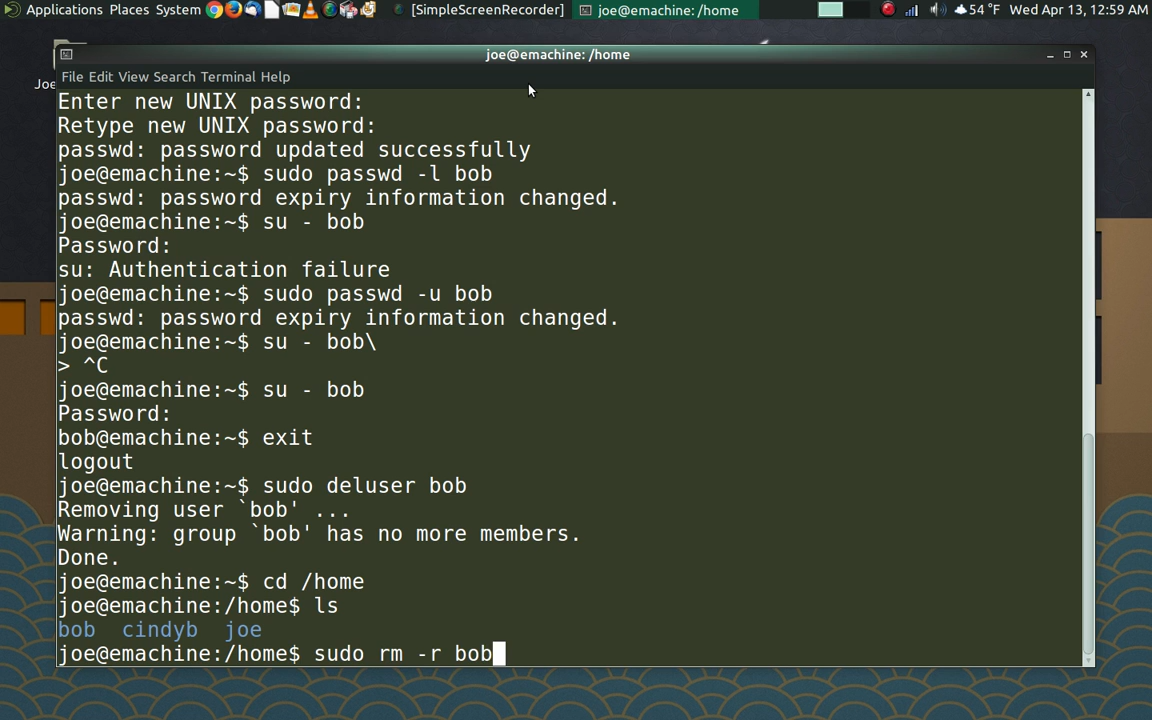 Applications Places System
[SimpleScreenRecorder]
joe@emachine: /home
54 °F Wed Apr 13, 12:59 AM
Joe
joe@emachine: /home
File Edit View Search Terminal Help
Enter new UNIX password:
Retype new UNIX password:
passwd: password updated successfully
joe@emachine:~$ sudo passwd -l bob
passwd: password expiry information changed.
joe@emachine:~$ su - bob
Password:
su: Authentication failure
joe@emachine:~$ sudo passwd -u bob
passwd: password expiry information changed.
joe@emachine:~$ su - bob\
> ^C
joe@emachine:~$ su - bob
Password:
bob@emachine:~$ exit
logout
joe@emachine:~$ sudo deluser bob
Removing user `bob' ...
Warning: group `bob' has no more members.
Done.
joe@emachine:~$ cd /home
joe@emachine:/home$ ls
bob  cindyb  joe
joe@emachine:/home$ sudo rm -r bob